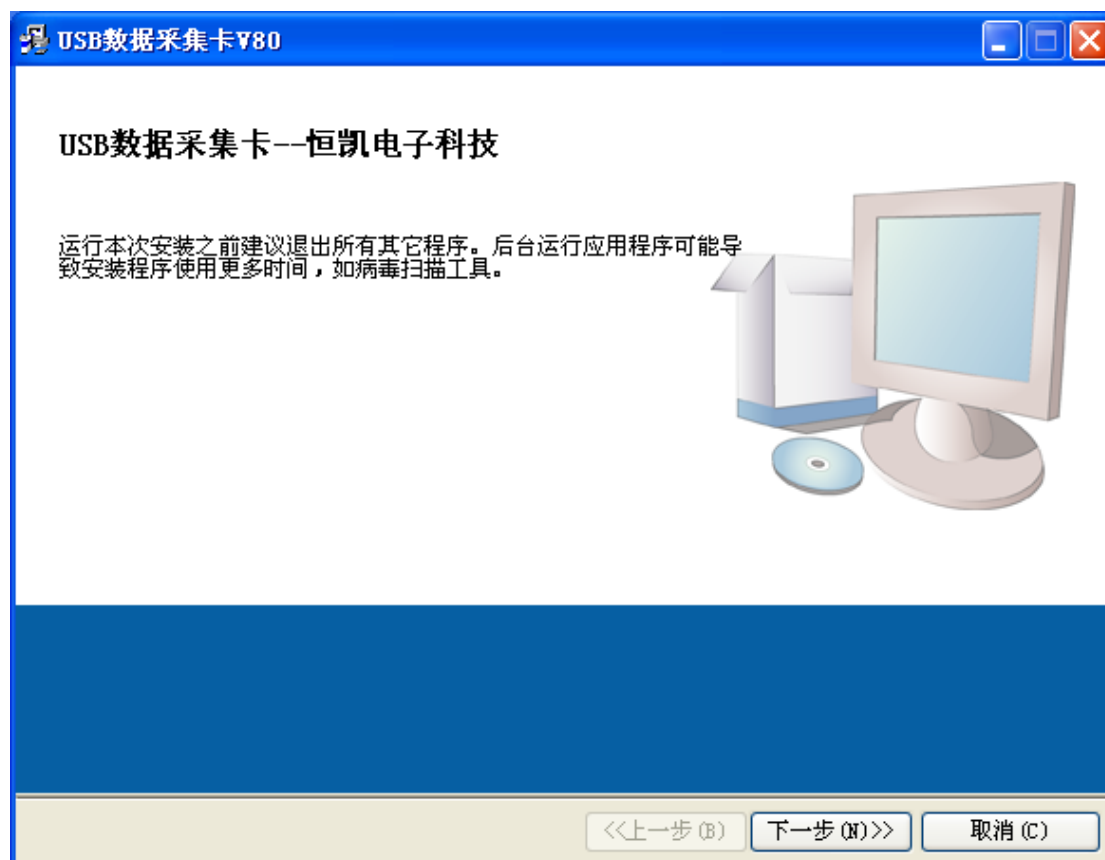 USB数据采集卡V80
USB数据采集卡--恒凯电子科技
运行本次安装之前建议退出所有其它程序。后台运行应用程序可能导
致安装程序使用更多时间，如病毒扫描工具。
<<上一步(B) 下一步(N)>> 取消(C)